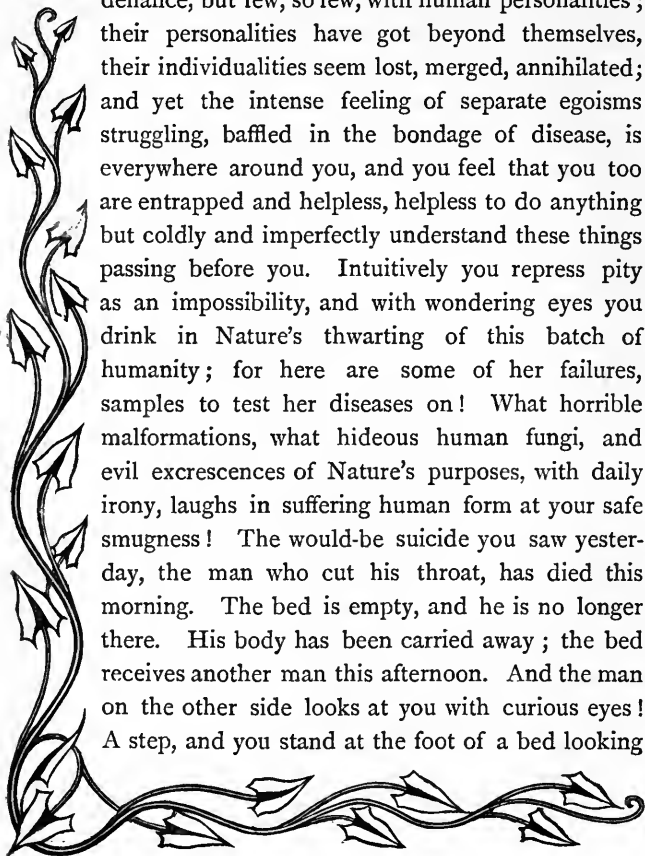 defiance, but few, so few, with human personalities;
their personalities have got beyond themselves,
their individualities seem lost, merged, annihilated;
and yet the intense feeling of separate egoisms
struggling, baffled in the bondage of disease, is
everywhere around you, and you feel that you too
are entrapped and helpless, helpless to do anything
but coldly and imperfectly understand these things
passing before you. Intuitively you repress pity
as an impossibility, and with wondering eyes you
drink in Nature's thwarting of this batch of
humanity; for here are some of her failures,
samples to test her diseases on! What horrible
malformations, what hideous human fungi, and
evil excrescences of Nature's purposes, with daily
irony, laughs in suffering human form at your safe
smugness! The would-be suicide you saw yester-
day, the man who cut his throat, has died this
morning. The bed is empty, and he is no longer
there. His body has been carried away; the bed
receives another man this afternoon. And the man
on the other side looks at you with curious eyes!
A step, and you stand at the foot of a bed looking